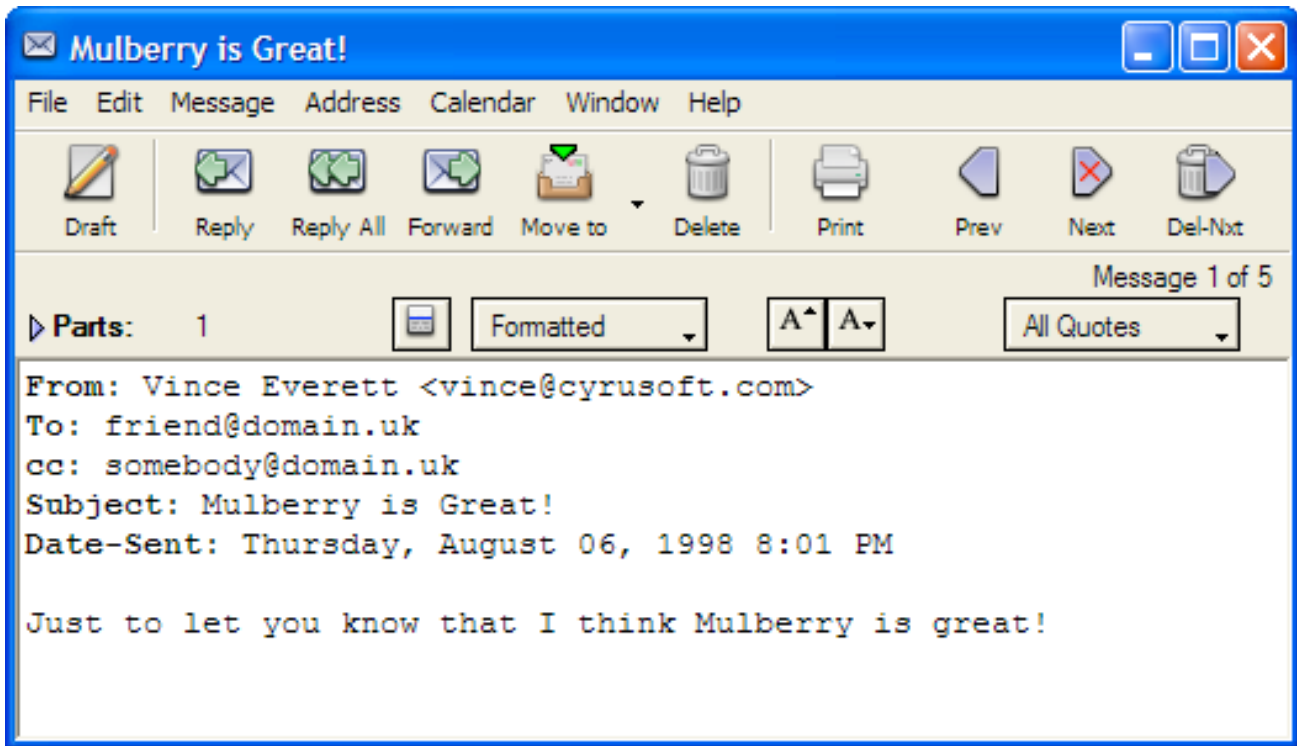 Mulberry is Great!
File Edit Message Address Calendar Window Help
Draft Reply Reply All Forward Move to Delete Print Prev Next Del-Nxt
Message 1 of 5
Parts: 1 Formatted A A All Quotes
From: Vince Everett <vince@cyrusoft.com>
To: friend@domain.uk
cc: somebody@domain.uk
Subject: Mulberry is Great!
Date-Sent: Thursday, August 06, 1998 8:01 PM
Just to let you know that I think Mulberry is great!